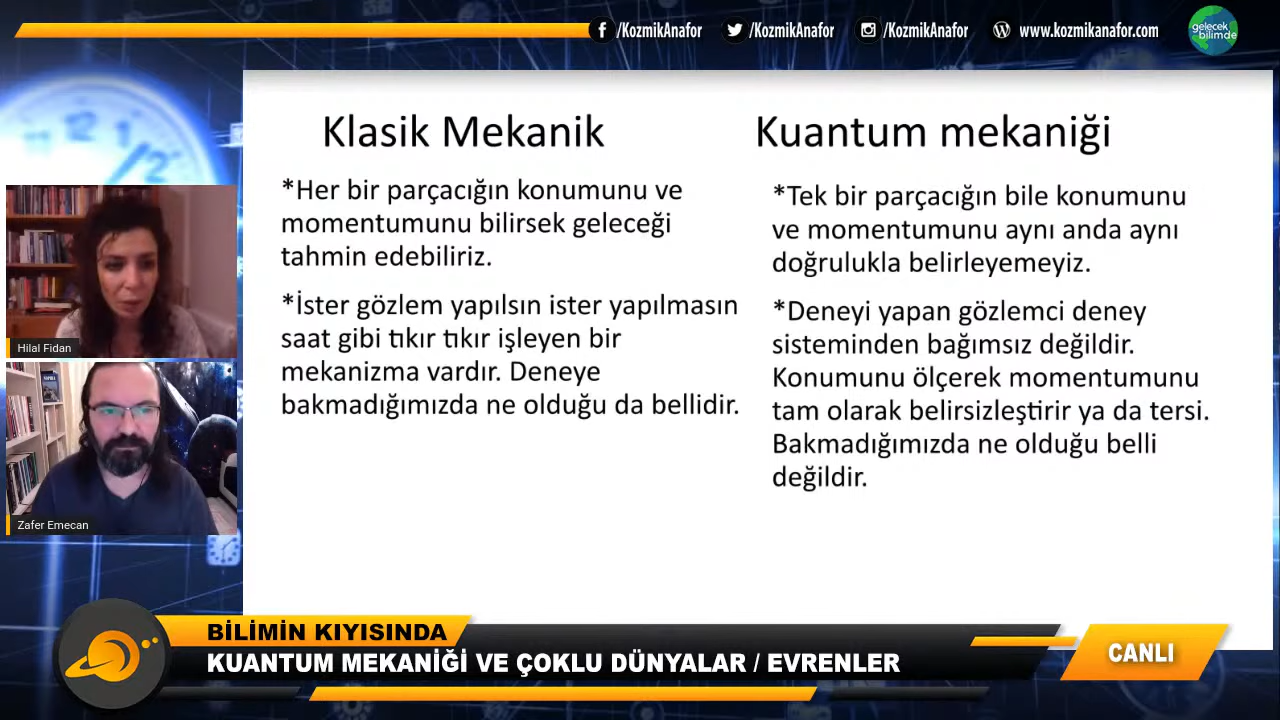 /KozmikAnafor
/KozmikAnafor
/KozmikAnafor
www.kozmikanafor.com
gelecek
bilimde
Klasik Mekanik
*Her bir parçacığın konumunu ve
momentumunu bilirsek geleceği
tahmin edebiliriz.
*İster gözlem yapılsın ister yapılmasın
saat gibi tıkır tıkır işleyen bir
mekanizma vardır. Deneye
bakmadığımızda ne olduğu da bellidir.
Kuantum mekaniği
*Tek bir parçacığın bile konumunu
ve momentumunu aynı anda aynı
doğrulukla belirleyemeyiz.
*Deneyi yapan gözlemci deney
sisteminden bağımsız değildir.
Konumunu ölçerek momentumunu
tam olarak belirsizleştirir ya da tersi.
Bakmadığımızda ne olduğu belli
değildir.
Hilal Fidan
Zafer Emecan
BİLİMİN KIYISINDA
KUANTUM MEKANİĞİ VE ÇOKLU DÜNYALAR / EVRENLER
CANLI